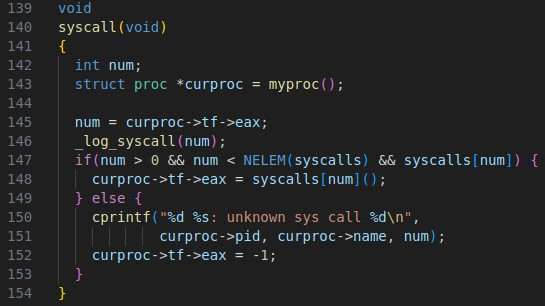 139 void
140 syscall(void)
141 {
142   int num;
143   struct proc *curproc = myproc();
144
145   num = curproc->tf->eax;
146   _log_syscall(num);
147   if(num > 0 && num < NELEM(syscalls) && syscalls[num]) {
148     curproc->tf->eax = syscalls[num]();
149   } else {
150     cprintf("%d %s: unknown sys call %d\n",
151             curproc->pid, curproc->name, num);
152     curproc->tf->eax = -1;
153   }
154 }